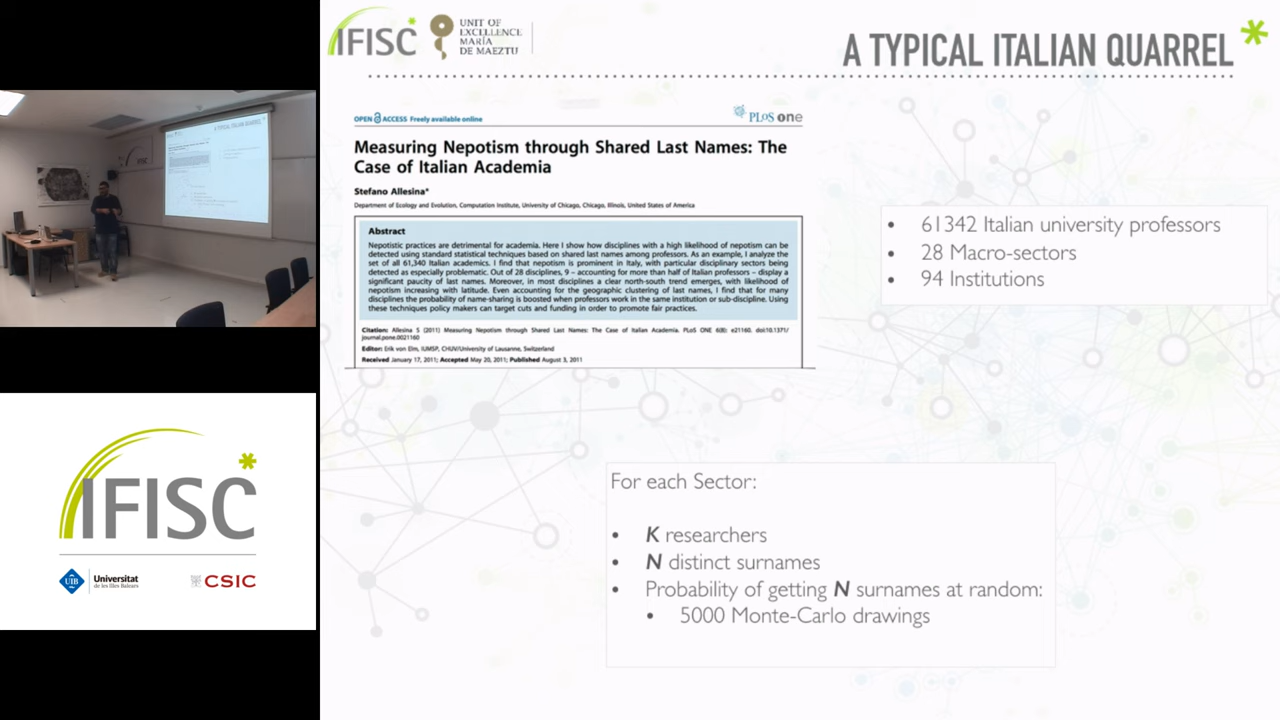 IFISC
UNIT OF
EXCELLENCE
MARÍA
DE MAEZTU
A TYPICAL ITALIAN QUARREL
OPEN ACCESS Freely available online
PLoS one
Measuring Nepotism through Shared Last Names: The
Case of Italian Academia
Stefano Allesina*
Department of Ecology and Evolution, Computation Institute, University of Chicago, Chicago, Illinois, United States of America
Abstract
Nepotistic practices are detrimental for academia. Here I show how disciplines with a high likelihood of nepotism can be
detected using standard statistical techniques based on shared last names among professors. As an example, I analyze the
set of all 61,340 Italian academics. I find that nepotism is prominent in Italy, with particular disciplinary sectors being
detected as especially problematic. Out of 28 disciplines, 9 – accounting for more than half of Italian professors – display a
significant paucity of last names. Moreover, in most disciplines a clear north-south trend emerges, with likelihood of
nepotism increasing with latitude. Even accounting for the geographic clustering of last names, I find that for many
disciplines the probability of name-sharing is boosted when professors work in the same institution or sub-discipline. Using
these techniques policy makers can target cuts and funding in order to promote fair practices.
Citation: Allesina S (2011) Measuring Nepotism through Shared Last Names: The Case of Italian Academia. PLoS ONE 6(8): e21160. doi:10.1371/
journal.pone.0021160
Editor: Erik von Elm, IUMSP, CHUV/University of Lausanne, Switzerland
Received January 17, 2011; Accepted May 20, 2011; Published August 3, 2011
• 61342 Italian university professors
• 28 Macro-sectors
• 94 Institutions
For each Sector:
• K researchers
• N distinct surnames
• Probability of getting N surnames at random:
• 5000 Monte-Carlo drawings
IFISC
UIB Universitat
de les Illes Balears
CSIC